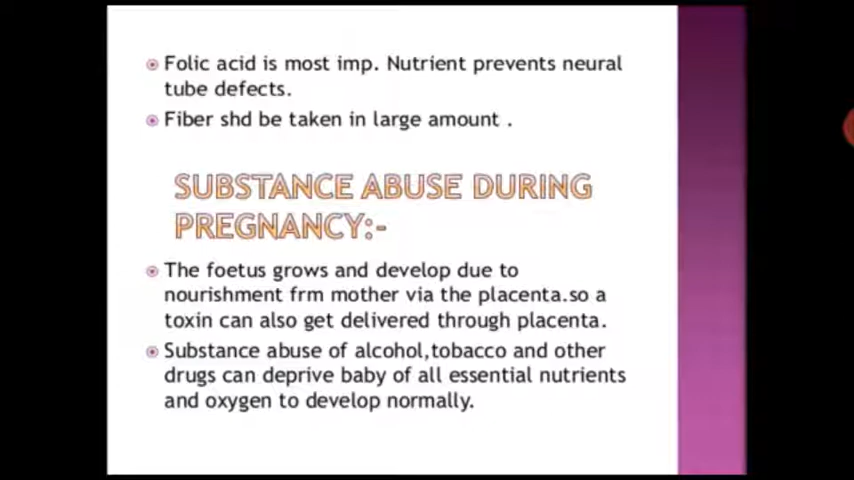 Folic acid is most imp. Nutrient prevents neural
tube defects.
Fiber shd be taken in large amount .
SUBSTANCE ABUSE DURING
PREGNANCY:-
The foetus grows and develop due to
nourishment frm mother via the placenta.so a
toxin can also get delivered through placenta.
Substance abuse of alcohol,tobacco and other
drugs can deprive baby of all essential nutrients
and oxygen to develop normally.